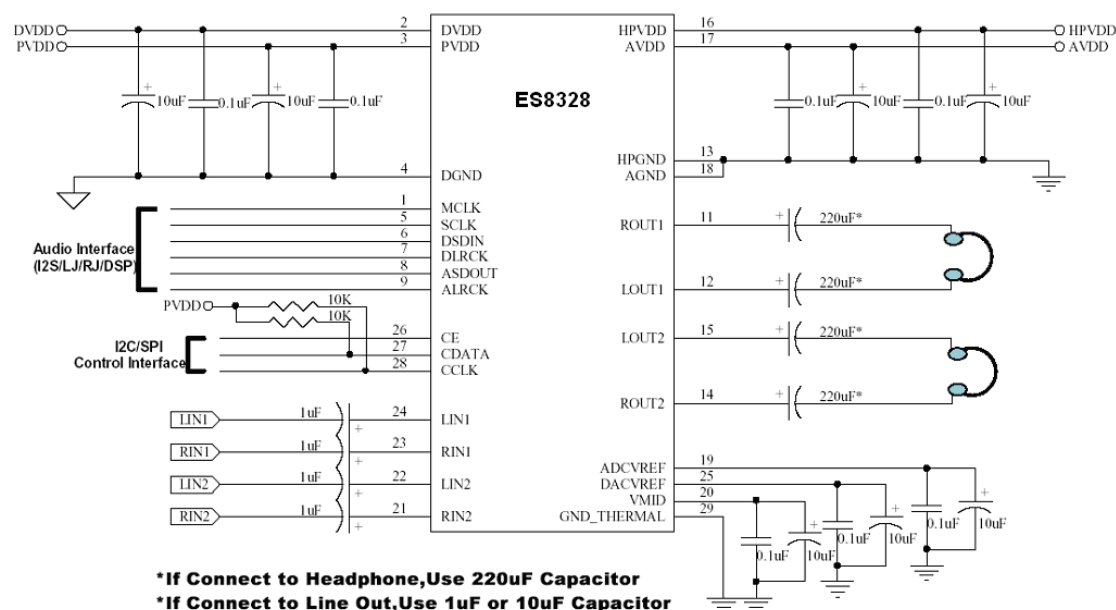 DVDD
2
DVDD
HPVDD
16
HPVDD
PVDD
3
PVDD
AVDD
17
AVDD
ES8328
+
10uF
0.1uF
+
10uF
0.1uF
0.1uF
+
10uF
0.1uF
+
10uF
4
DGND
HPGND
13
AGND
18
Audio Interface
(I2S/LJ/RJ/DSP)
1
MCLK
5
SCLK
6
DSDIN
7
DLRCK
8
ASDOUT
9
ALRCK
ROUT1
11
+
220uF*
LOUT1
12
+
220uF*
LOUT2
15
+
220uF*
ROUT2
14
+
220uF*
PVDD
10K
10K
I2C/SPI
Control Interface
26
CE
27
CDATA
28
CCLK
LIN1
1uF
+
24
LIN1
RIN1
1uF
+
23
RIN1
LIN2
1uF
+
22
LIN2
RIN2
1uF
+
21
RIN2
ADCVREF
19
DACVREF
25
VMID
20
GND_THERMAL
29
0.1uF
+
10uF
0.1uF
+
10uF
0.1uF
+
10uF
*If Connect to Headphone,Use 220uF Capacitor
*If Connect to Line Out,Use 1uF or 10uF Capacitor